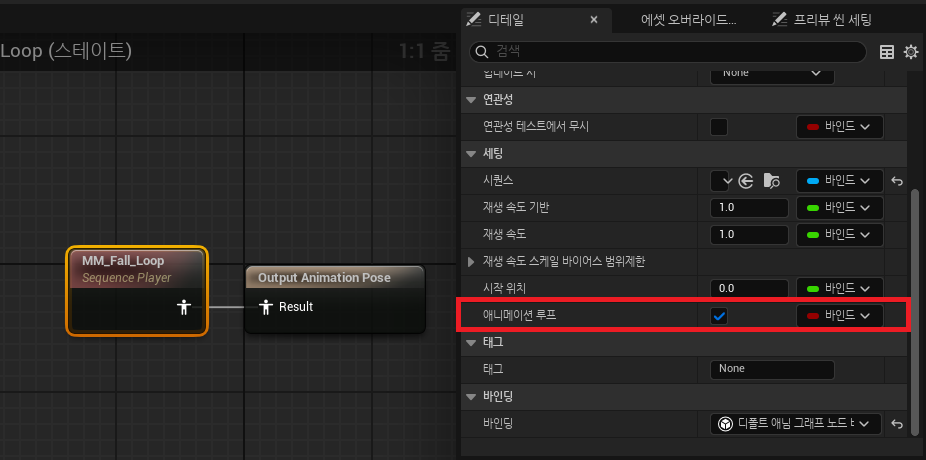 디테일
에셋 오버라이드...
프리뷰 씬 세팅
Loop (스테이트)
1:1 줌
검색
업데이트 시
None
연관성
연관성 테스트에서 무시
바인드
세팅
시퀀스
바인드
재생 속도 기반
1.0
바인드
재생 속도
1.0
바인드
재생 속도 스케일 바이어스 범위제한
시작 위치
0.0
바인드
애니메이션 루프
바인드
태그
태그
None
바인딩
바인딩
디폴트 애님 그래프 노드
MM_Fall_Loop
Sequence Player
Output Animation Pose
Result